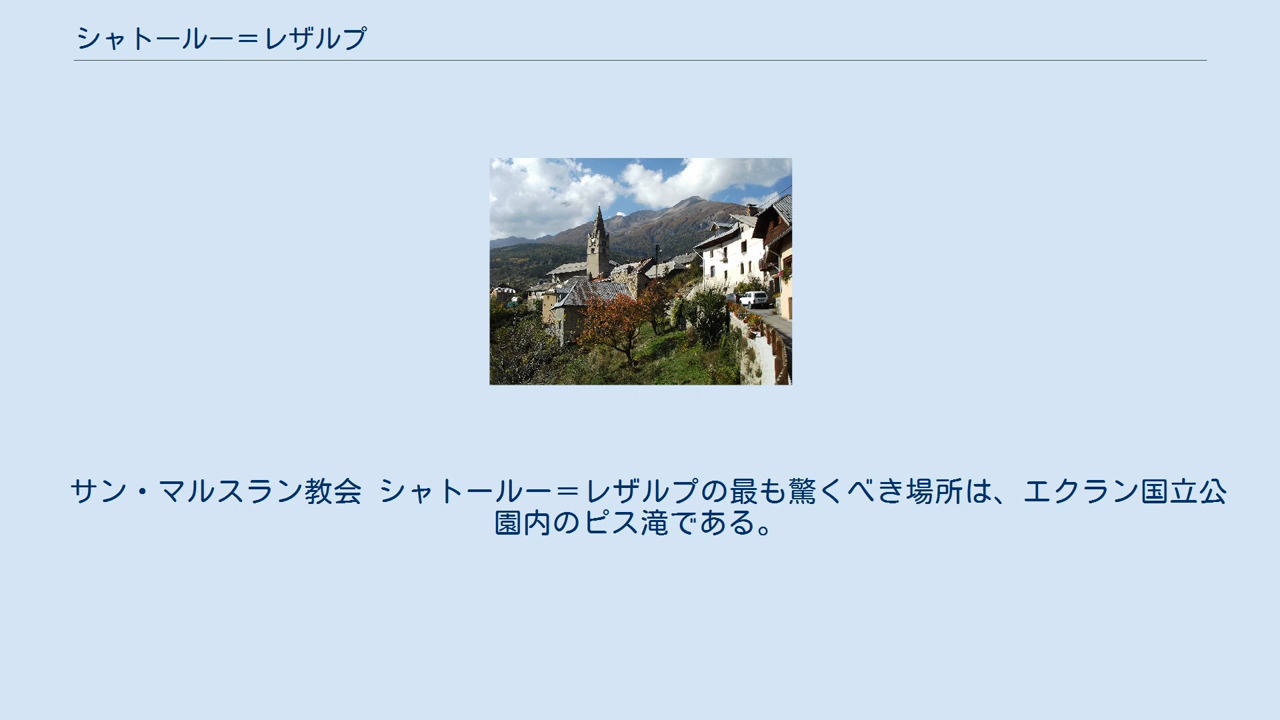 シャトールー＝レザルプ
サン・マルスラン教会 シャトールー＝レザルプの最も驚くべき場所は、エクラン国立公
園内のピス滝である。